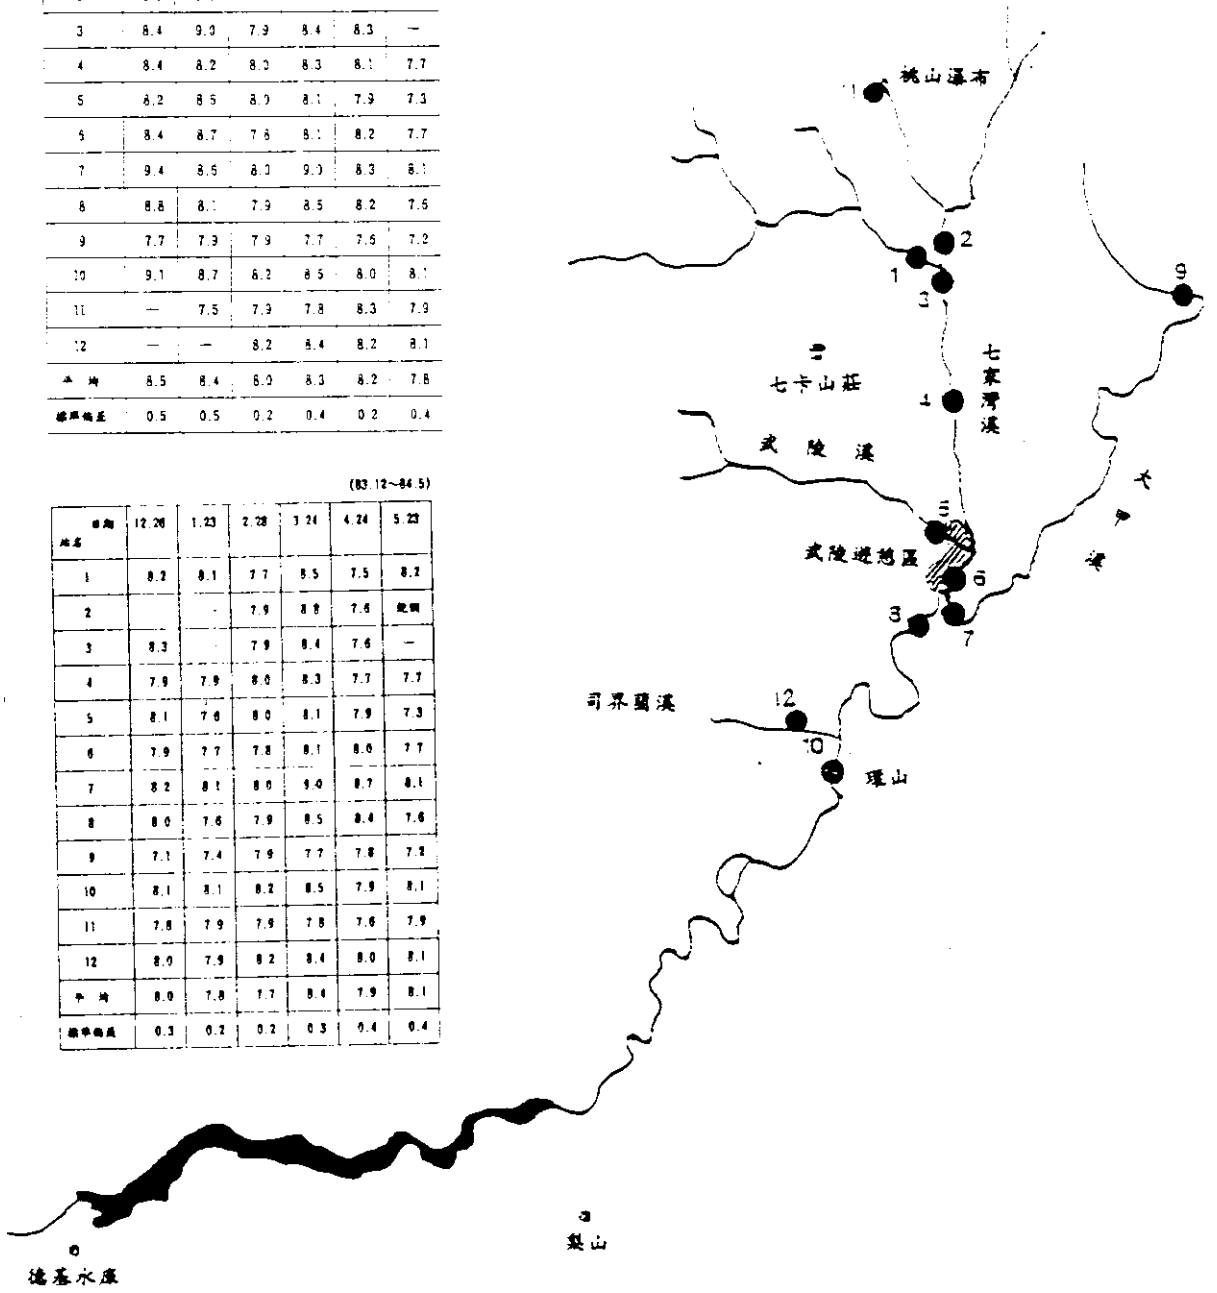 3 8.4 9.0 7.9 8.4 8.3 —
4 8.4 8.2 8.0 8.3 8.1 7.7
5 8.2 8.5 8.0 8.1 7.9 7.3
8.4 8.7 7.8 8.1 8.2 7.7
7 9.4 8.6 8.0 9.0 8.3 8.1
8 8.8 8.1 7.9 8.5 8.2 7.6
9 7.7 7.9 7.9 7.7 7.6 7.2
10 9.1 8.7 8.2 8.5 8.0 8.1
11 — 7.5 7.9 7.8 8.3 7.9
12 — — 8.2 8.4 8.2 8.1
平 均 8.5 8.4 8.0 8.3 8.2 7.8
標準偏差 0.5 0.5 0.2 0.4 0.2 0.4
(83.12~84.5)
日期 12.26 1.23 2.28 3.24 4.24 5.23
站名
1 8.2 8.1 7.7 8.5 7.5 8.2
2 - 7.9 8.8 7.6
3 8.3 - 7.9 8.4 7.6 —
4 7.9 7.9 8.0 8.3 7.7 7.7
5 8.1 7.8 8.0 8.1 7.9 7.3
6 7.9 7.7 7.8 8.1 8.0 7.7
7 8.2 8.1 8.0 9.0 8.7 8.1
8 8.0 7.6 7.9 8.5 8.4 7.6
9 7.1 7.4 7.9 7.7 7.8 7.2
10 8.1 8.1 8.2 8.5 7.9 8.1
11 7.8 7.9 7.9 7.8 7.6 7.9
12 8.0 7.9 8.2 8.4 8.0 8.1
平 均 8.0 7.8 7.7 8.4 7.9 8.1
標準偏差 0.3 0.2 0.2 0.3 0.4 0.4
11 桃山瀑布
2
1
3
9
七卡山莊
七家灣溪
4
武陵溪
大甲溪
5
武陵遊憩區
6
8
7
司界蘭溪
12
10
環山
梨山
德基水庫